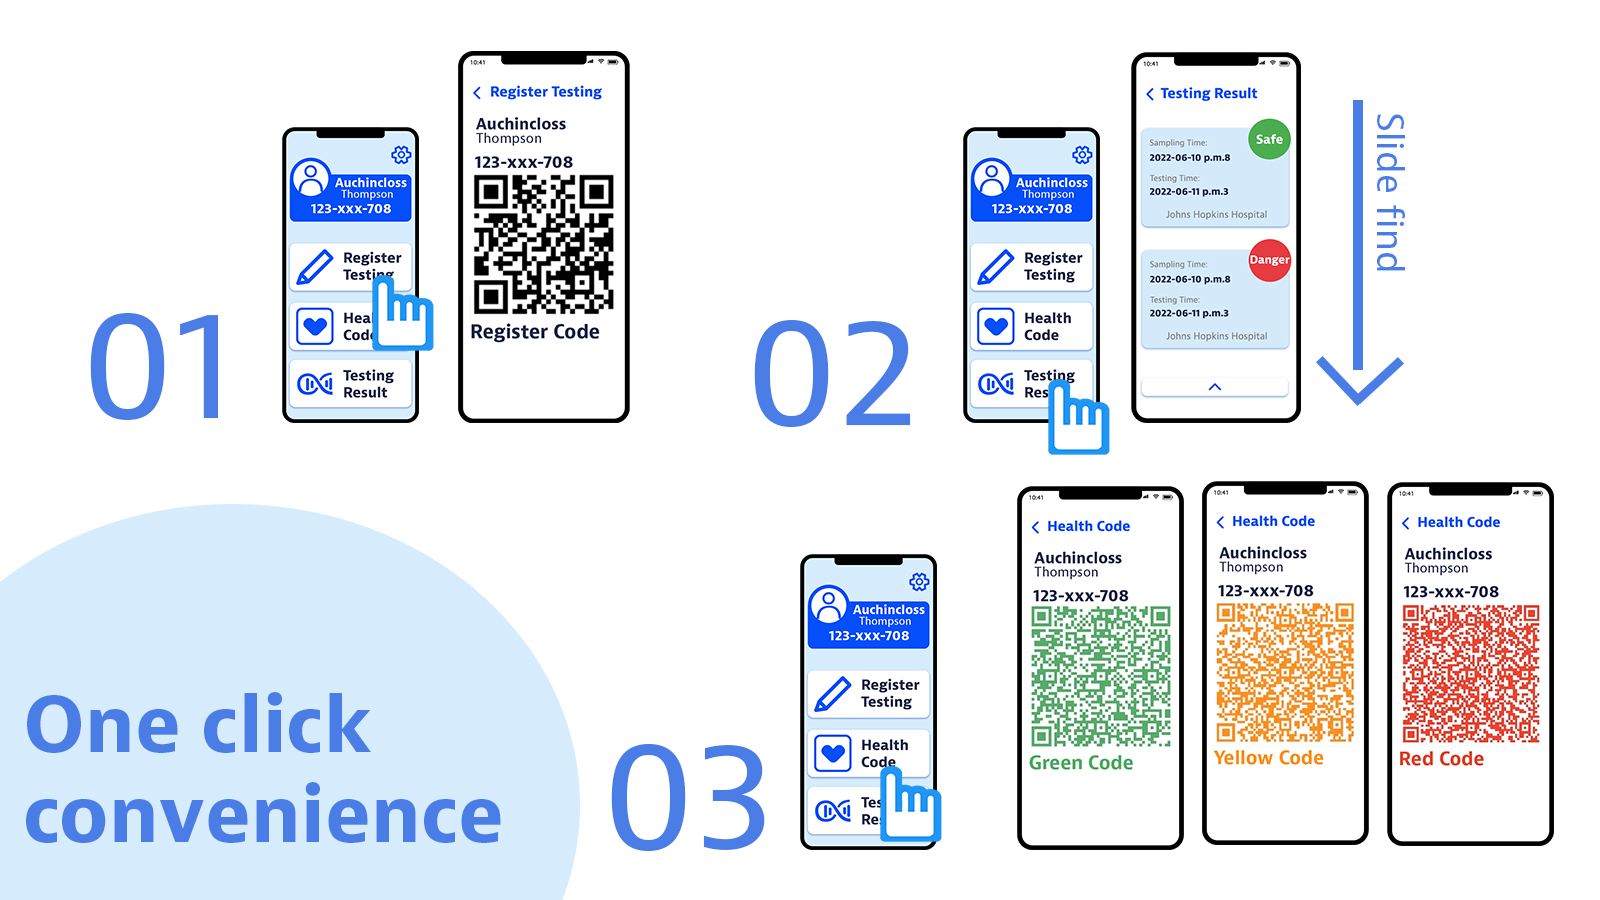 01
Auchincloss
Thompson
123-xxx-708
Register
Testing
Health
Code
Testing
Result
10:41
Register Testing
Auchincloss
Thompson
123-xxx-708
Register Code
02
Auchincloss
Thompson
123-xxx-708
Register
Testing
Health
Code
Testing
Res
10:41
Testing Result
Safe
Sampling Time:
2022-06-10 p.m.8
Testing Time:
2022-06-11 p.m.3
Johns Hopkins Hospital
Danger
Sampling Time:
2022-06-10 p.m.8
Testing Time:
2022-06-11 p.m.3
Johns Hopkins Hospital
Slide find
One click
convenience
03
Auchincloss
Thompson
123-xxx-708
Register
Testing
Health
Code
Tes
Re
10:41
Health Code
Auchincloss
Thompson
123-xxx-708
Green Code
10:41
Health Code
Auchincloss
Thompson
123-xxx-708
Yellow Code
10:41
Health Code
Auchincloss
Thompson
123-xxx-708
Red Code